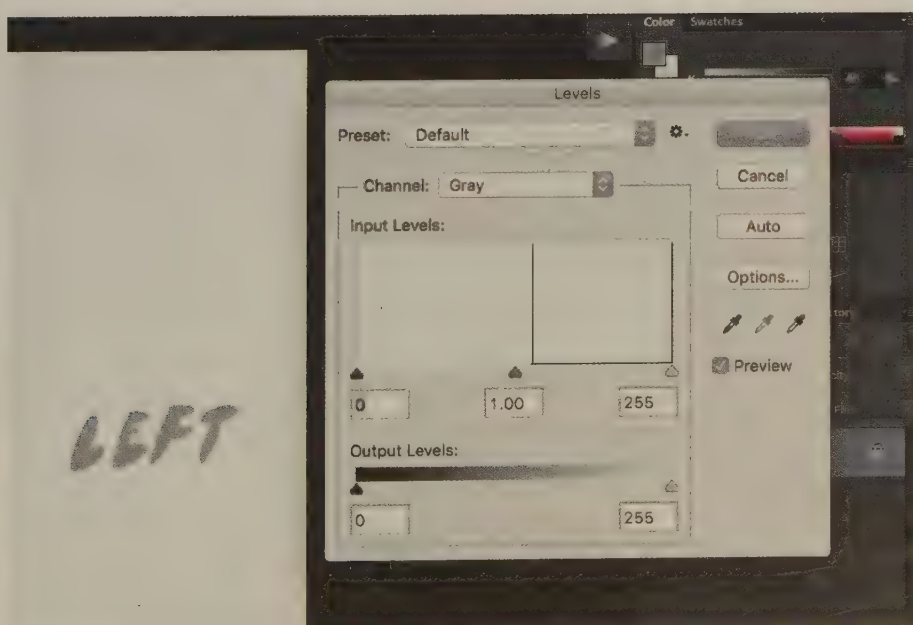 Color Swatches
Levels
Preset: Default
Cancel
Channel: Gray
Auto
Input Levels:
Options...
Preview
0 1.00 255
LEFT
Output Levels:
0 255